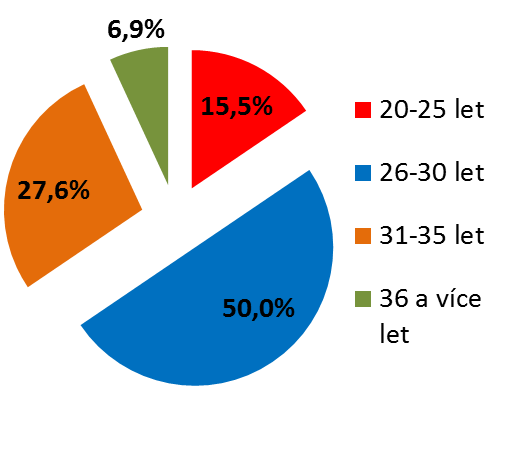 6,9%
15,5%
27,6%
50,0%
20-25 let
26-30 let
31-35 let
36 a více
let